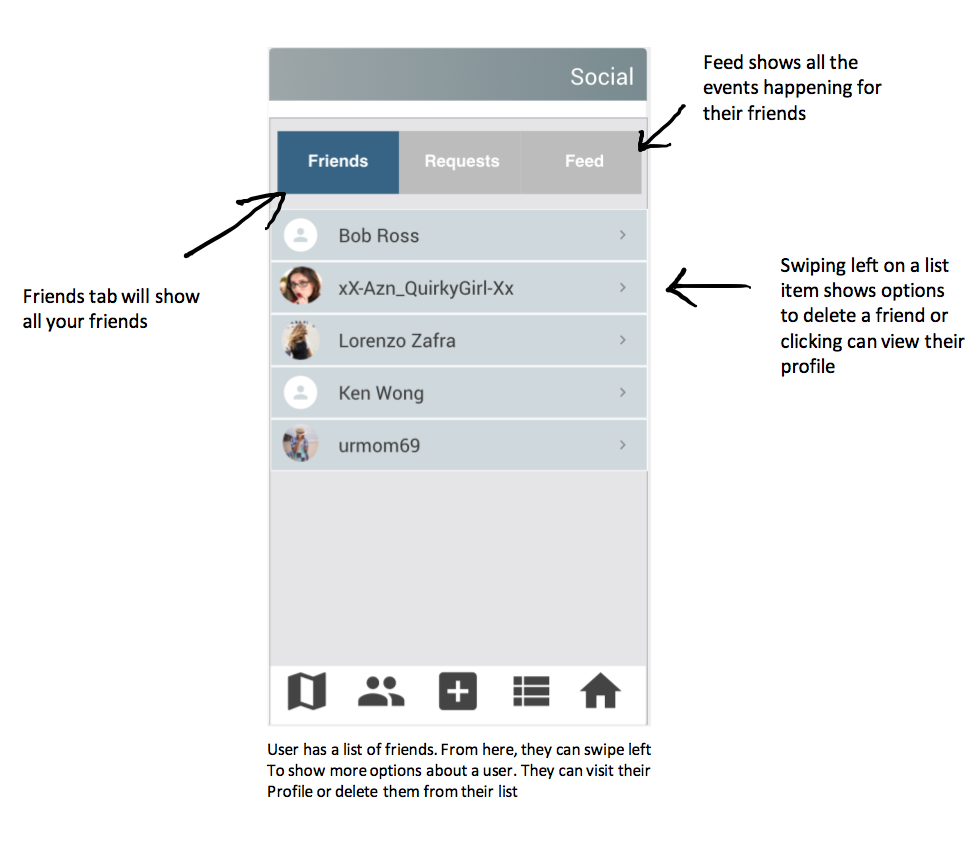 Social
Feed shows all the
events happening for
their friends
Friends
Requests
Feed
Bob Ross
xX-Azn_QuirkyGirl-Xx
Lorenzo Zafra
Ken Wong
urmom69
Friends tab will show
all your friends
Swiping left on a list
item shows options
to delete a friend or
clicking can view their
profile
User has a list of friends. From here, they can swipe left
To show more options about a user. They can visit their
Profile or delete them from their list